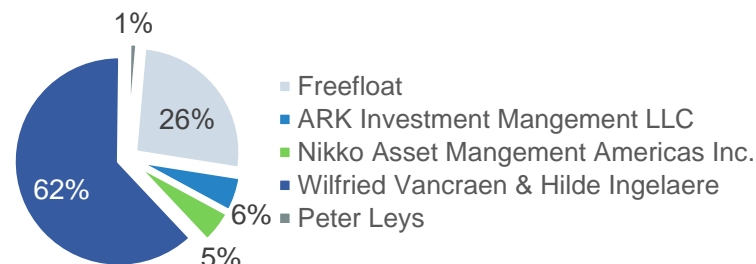 1%
26%
62%
6%
5%
Freefloat
ARK Investment Mangement LLC
Nikko Asset Mangement Americas Inc.
Wilfried Vancraen & Hilde Ingelaere
Peter Leys